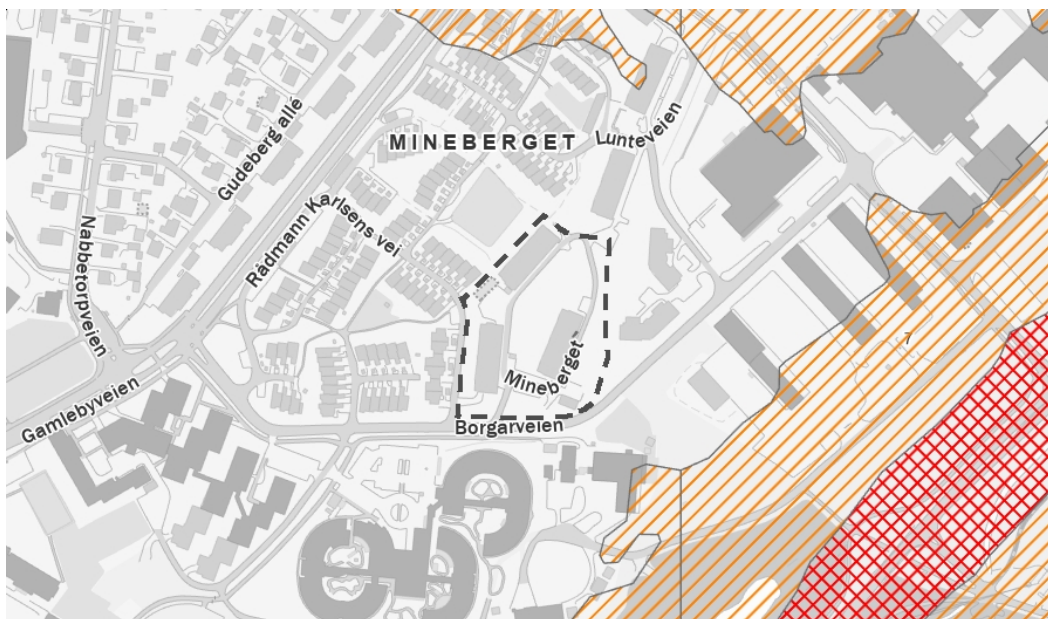 MINEBERGET
Lunteveien
Gudeberg allé
Rådmann Karlsens vei
Nabbetorpveien
7
Mineberget
Gamlebyveien
Borgarveien